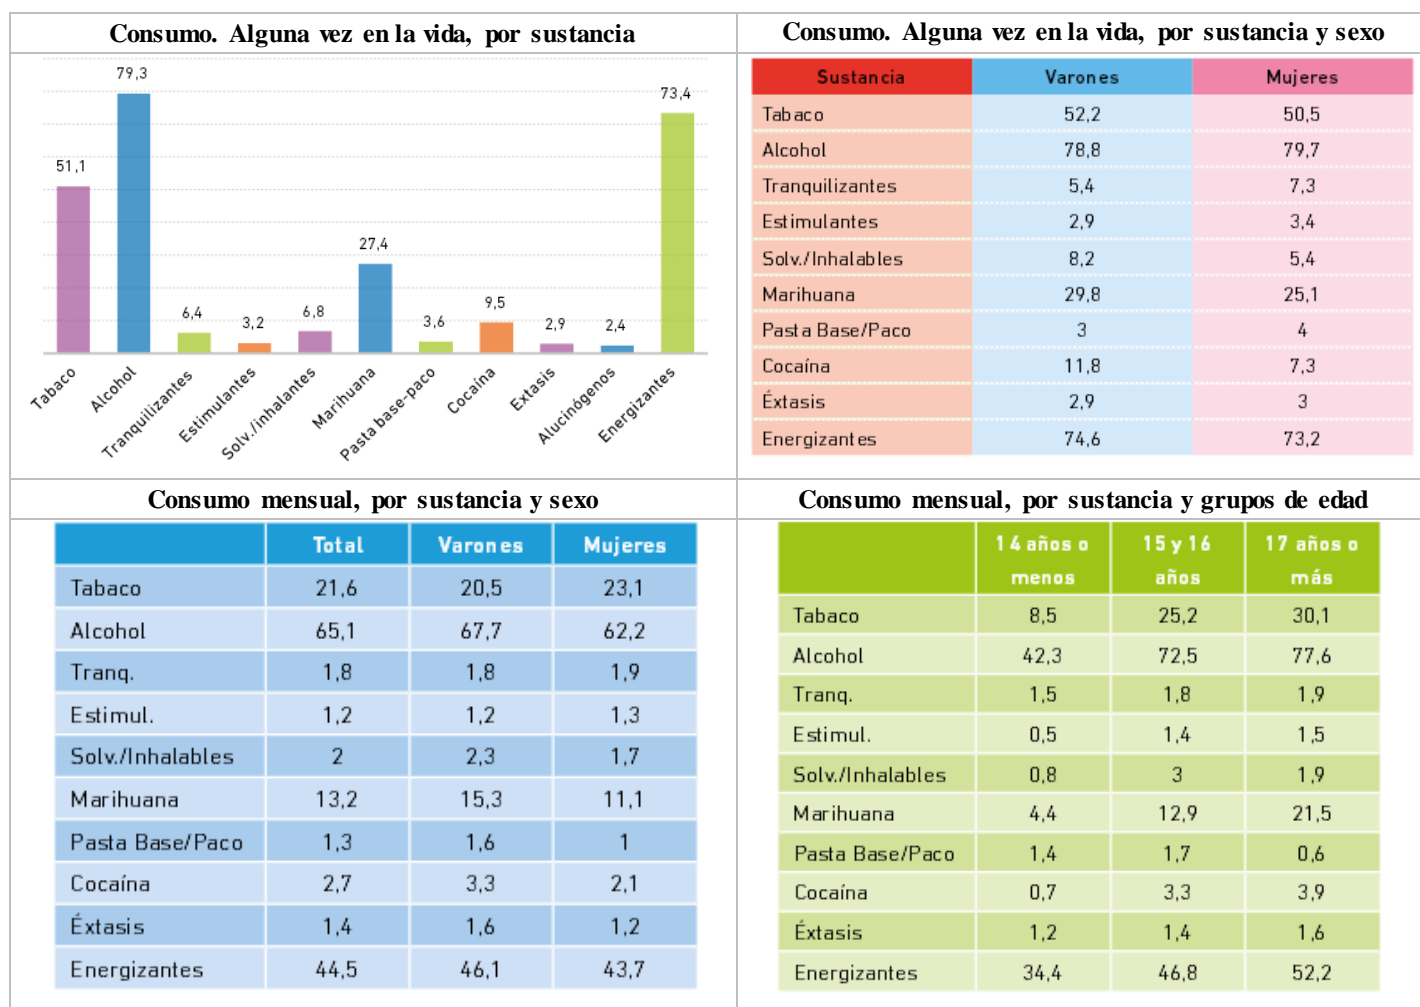 Consumo. Alguna vez en la vida, por sustancia
79,3
73,4
51,1
27,4
6,4
3,2
6,8
3,6
9,5
2,9
2,4
Tabaco
Alcohol
Tranquilizantes
Estimulantes
Solv./inhalantes
Marihuana
Pasta base-paco
Cocaína
Extasis
Alucinógenos
Energizantes
Consumo. Alguna vez en la vida, por sustancia y sexo
Sustancia Varones Mujeres
Tabaco 52,2 50,5
Alcohol 78,8 79,7
Tranquilizantes 5,4 7,3
Estimulantes 2,9 3,4
Solv./Inhalables 8,2 5,4
Marihuana 29,8 25,1
Pasta Base/Paco 3 4
Cocaína 11,8 7,3
Éxtasis 2,9 3
Energizantes 74,6 73,2
Consumo mensual, por sustancia y sexo
Total Varones Mujeres
Tabaco 21,6 20,5 23,1
Alcohol 65,1 67,7 62,2
Tranq. 1,8 1,8 1,9
Estimul. 1,2 1,2 1,3
Solv./Inhalables 2 2,3 1,7
Marihuana 13,2 15,3 11,1
Pasta Base/Paco 1,3 1,6 1
Cocaína 2,7 3,3 2,1
Éxtasis 1,4 1,6 1,2
Energizantes 44,5 46,1 43,7
Consumo mensual, por sustancia y grupos de edad
14 años o 15 y 16 17 años o
menos años más
Tabaco 8,5 25,2 30,1
Alcohol 42,3 72,5 77,6
Tranq. 1,5 1,8 1,9
Estimul. 0,5 1,4 1,5
Solv./Inhalables 0,8 3 1,9
Marihuana 4,4 12,9 21,5
Pasta Base/Paco 1,4 1,7 0,6
Cocaína 0,7 3,3 3,9
Éxtasis 1,2 1,4 1,6
Energizantes 34,4 46,8 52,2